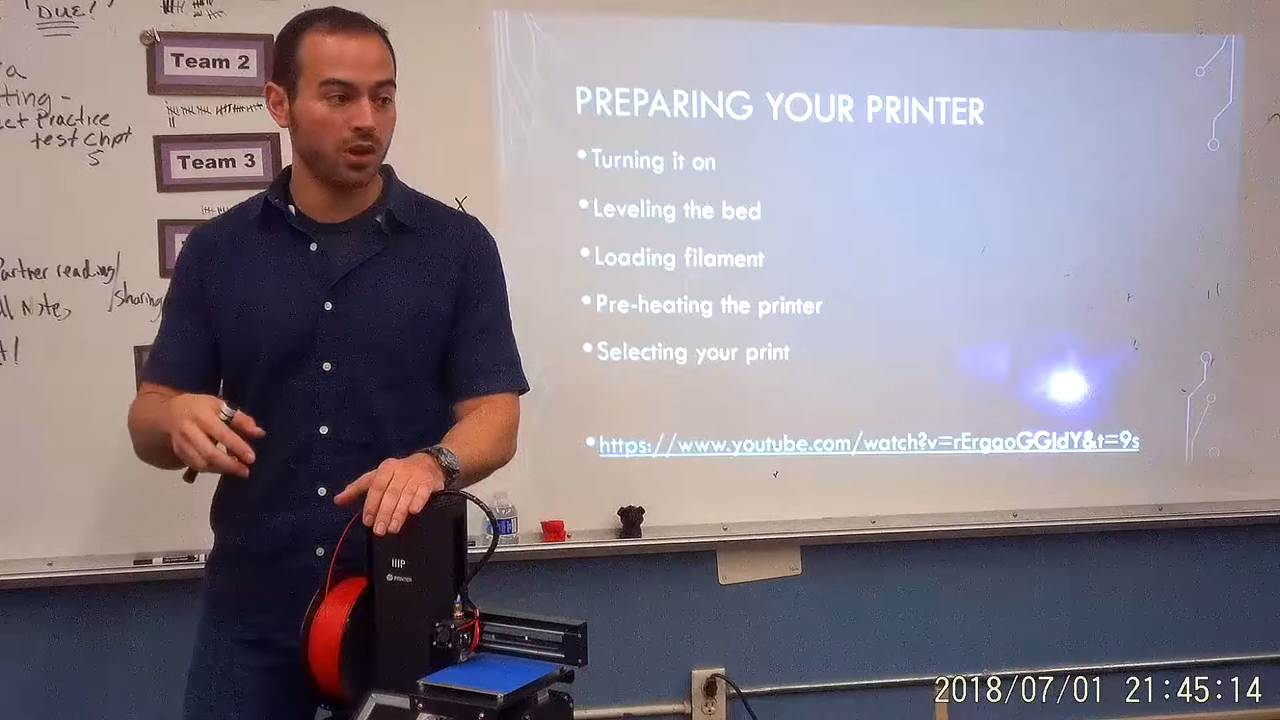 DUE!
Team 2
Practice
test Chpt
5
Team 3
X
Partner reading/
Notes /sharing
PREPARING YOUR PRINTER
•Turning it on
•Leveling the bed
•Loading filament
•Pre-heating the printer
•Selecting your print
•https://www.youtube.com/watch?v=rErgaoGGIdY&t=9s
IIIP
PRINTER
2018/07/01 21:45:14